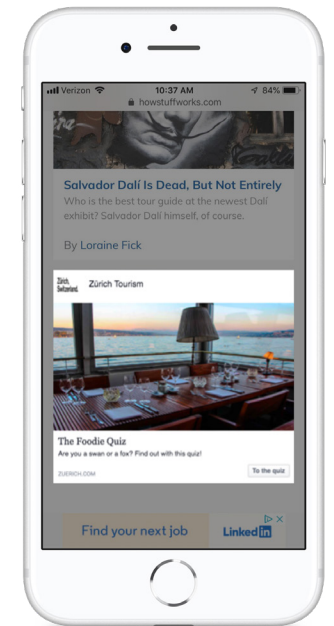 Verizon 10:37 AM 84%
howstuffworks.com
Salvador Dalí Is Dead, But Not Entirely
Who is the best tour guide at the newest Dalí
exhibit? Salvador Dalí himself, of course.
By Loraine Fick
Zürich, Zürich Tourism
Switzerland.
The Foodie Quiz
Are you a swan or a fox? Find out with this quiz!
ZUERICH.COM To the quiz
Find your next job LinkedIn